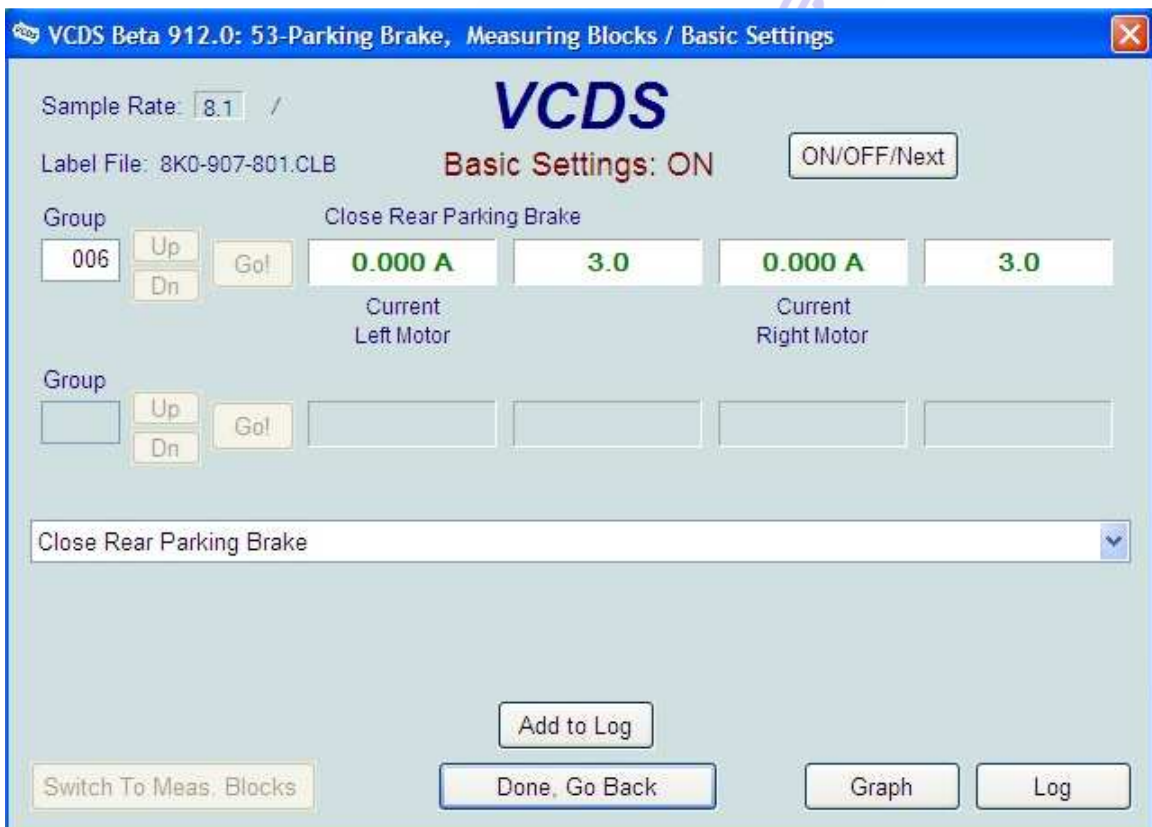 VCDS Beta 912.0: 53-Parking Brake, Measuring Blocks / Basic Settings
Sample Rate: 8.1 /
VCDS
Label File: 8K0-907-801.CLB
Basic Settings: ON
ON/OFF/Next
Group
Close Rear Parking Brake
006
Up
Dn
Go!
0.000 A
3.0
0.000 A
3.0
Current
Left Motor
Current
Right Motor
Group
Up
Dn
Go!
Close Rear Parking Brake
Add to Log
Switch To Meas. Blocks
Done, Go Back
Graph
Log